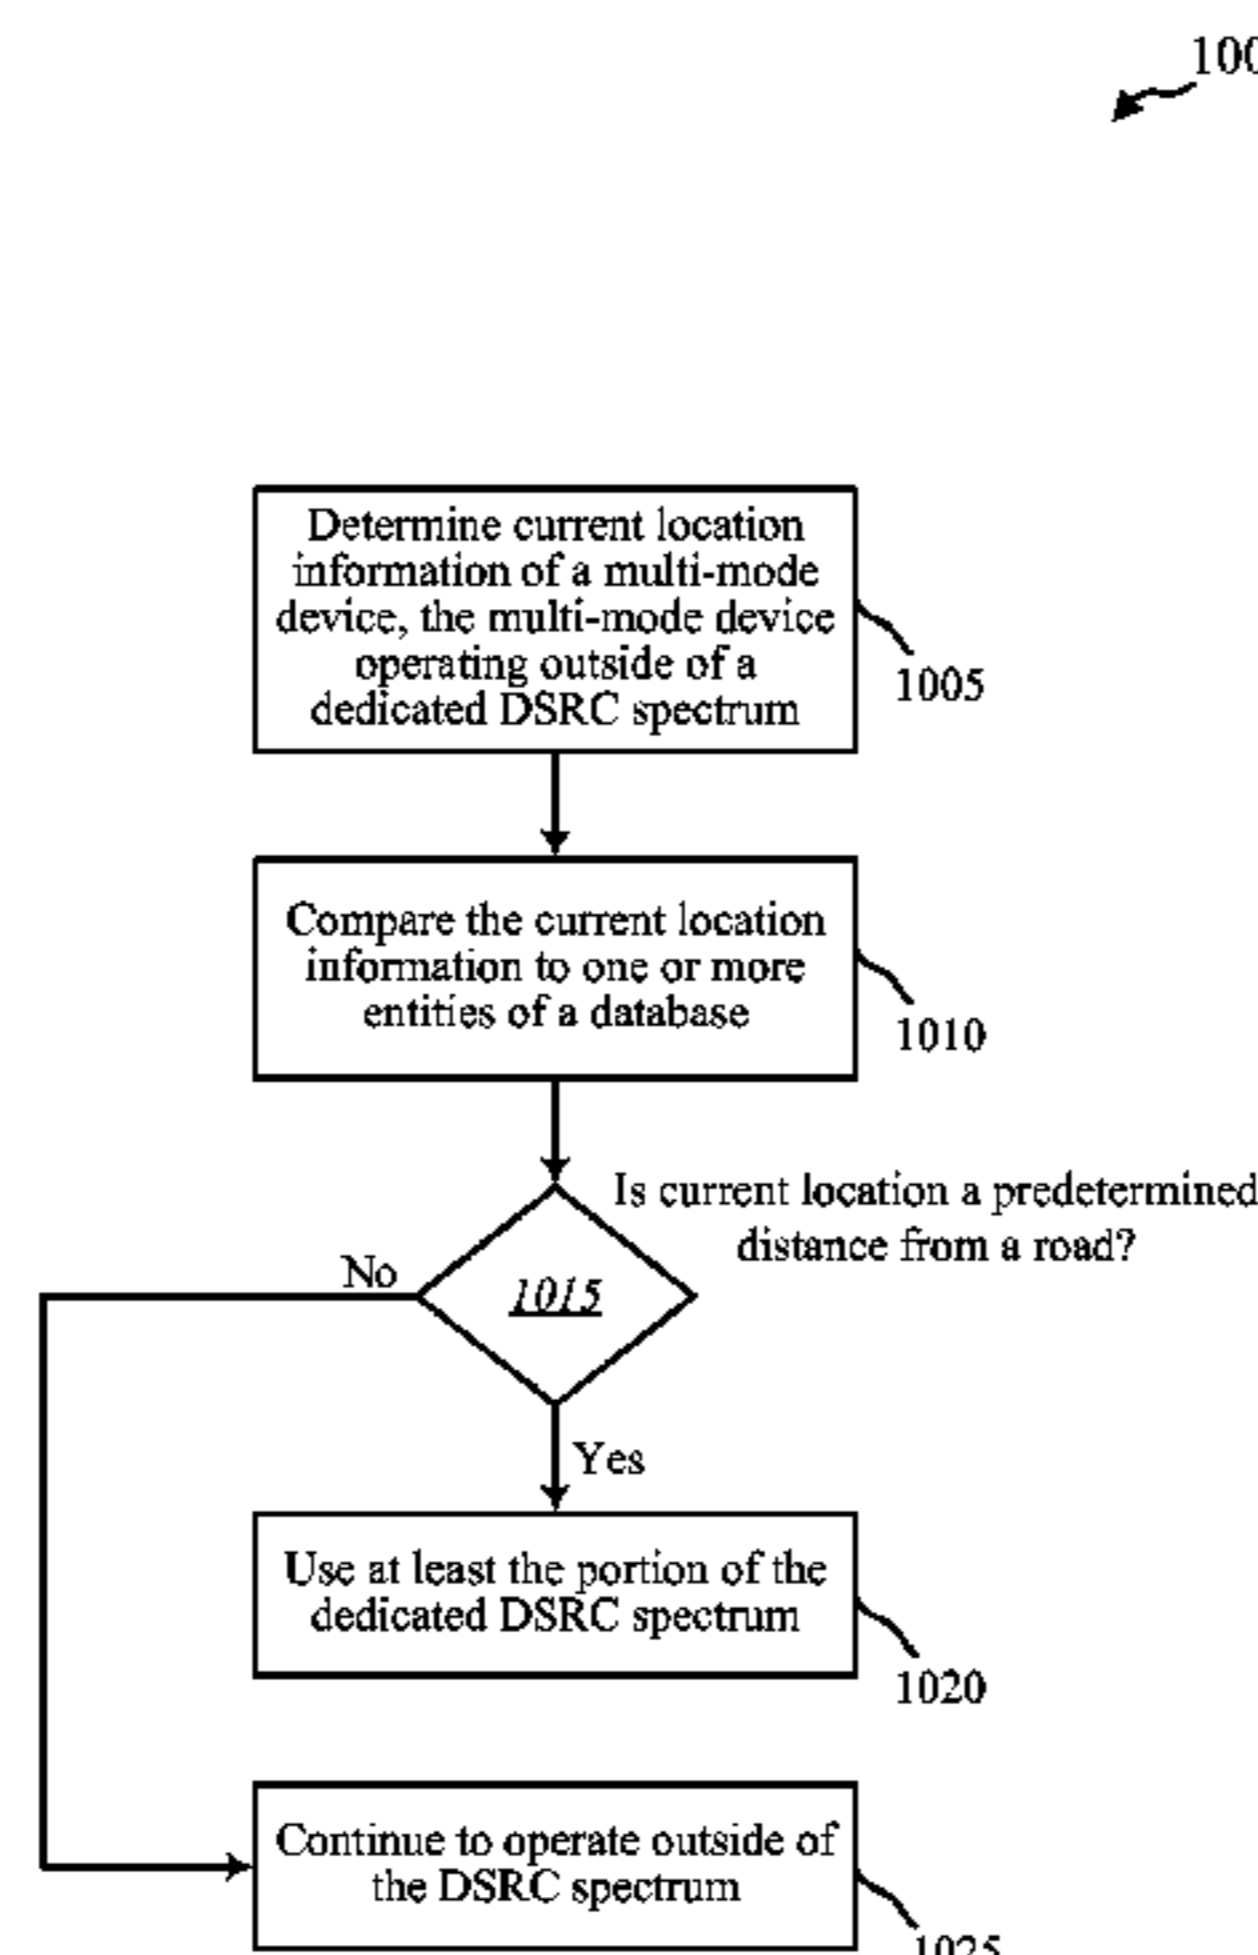 100
Determine current location
information of a multi-mode
device, the multi-mode device
operating outside of a
dedicated DSRC spectrum
1005
Compare the current location
information to one or more
entities of a database
1010
Is current location a predetermined
distance from a road?
No
1015
Yes
Use at least the portion of the
dedicated DSRC spectrum
1020
Continue to operate outside of
the DSRC spectrum
1025